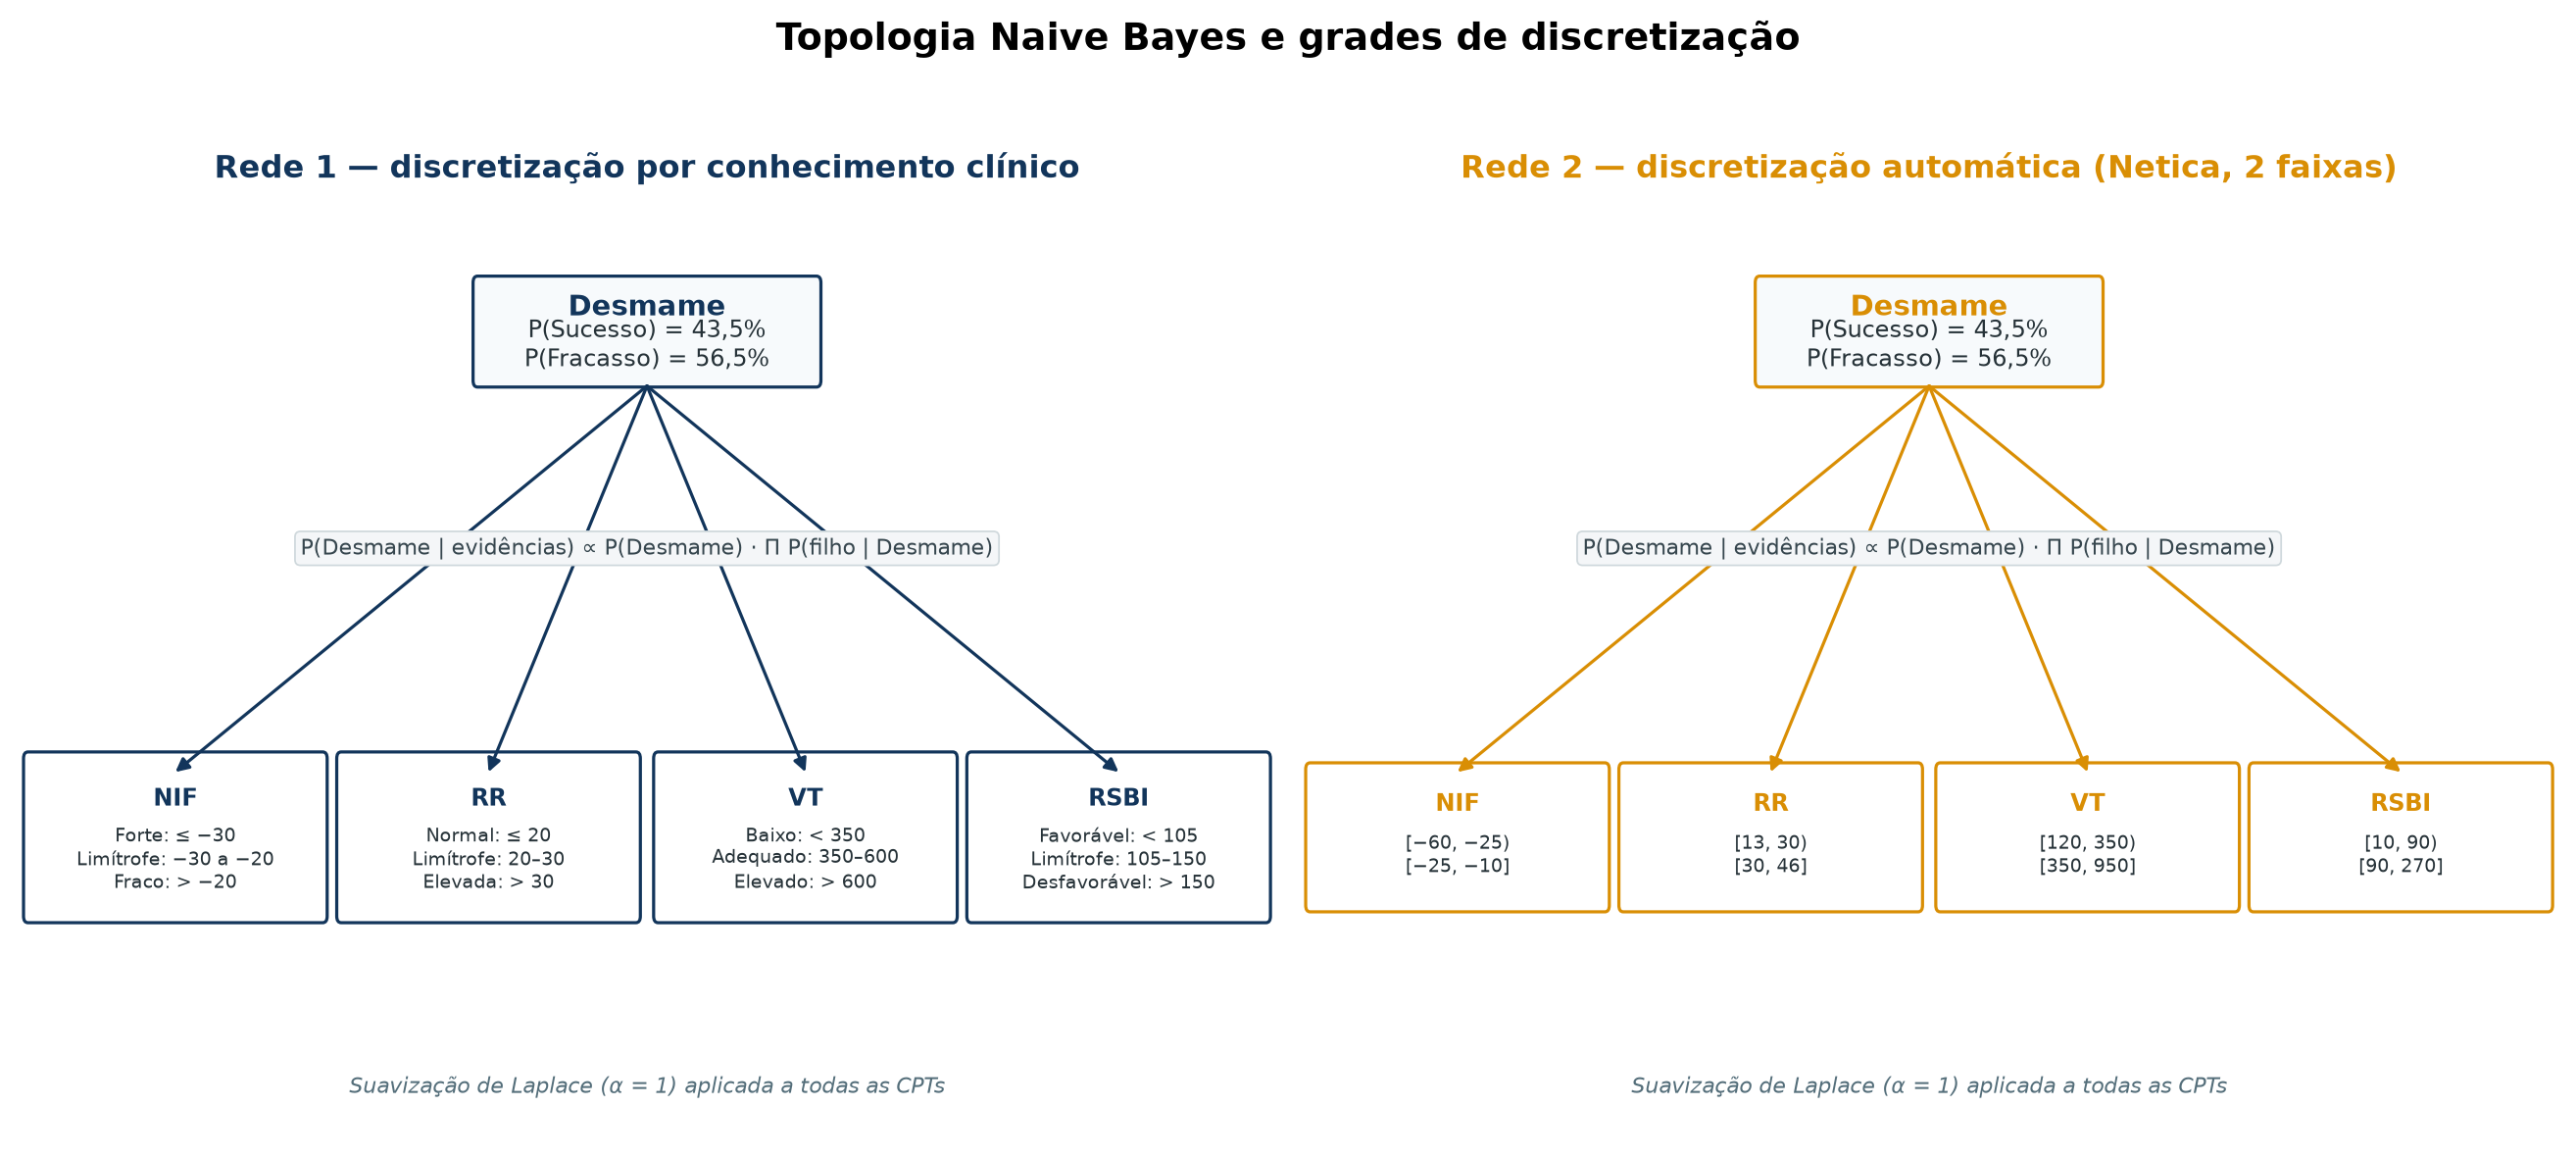 Topologia Naive Bayes e grades de discretização
Rede 1 — discretização por conhecimento clínico
Desmame
P(Sucesso) = 43,5%
P(Fracasso) = 56,5%
P(Desmame | evidências) ∝ P(Desmame) · Π P(filho | Desmame)
NIF
Forte: ≤ −30
Limítrofe: −30 a −20
Fraco: > −20
RR
Normal: ≤ 20
Limítrofe: 20–30
Elevada: > 30
VT
Baixo: < 350
Adequado: 350–600
Elevado: > 600
RSBI
Favorável: < 105
Limítrofe: 105–150
Desfavorável: > 150
Suavização de Laplace (α = 1) aplicada a todas as CPTs
Rede 2 — discretização automática (Netica, 2 faixas)
Desmame
P(Sucesso) = 43,5%
P(Fracasso) = 56,5%
P(Desmame | evidências) ∝ P(Desmame) · Π P(filho | Desmame)
NIF
[−60, −25)
[−25, −10]
RR
[13, 30)
[30, 46]
VT
[120, 350)
[350, 950]
RSBI
[10, 90)
[90, 270]
Suavização de Laplace (α = 1) aplicada a todas as CPTs